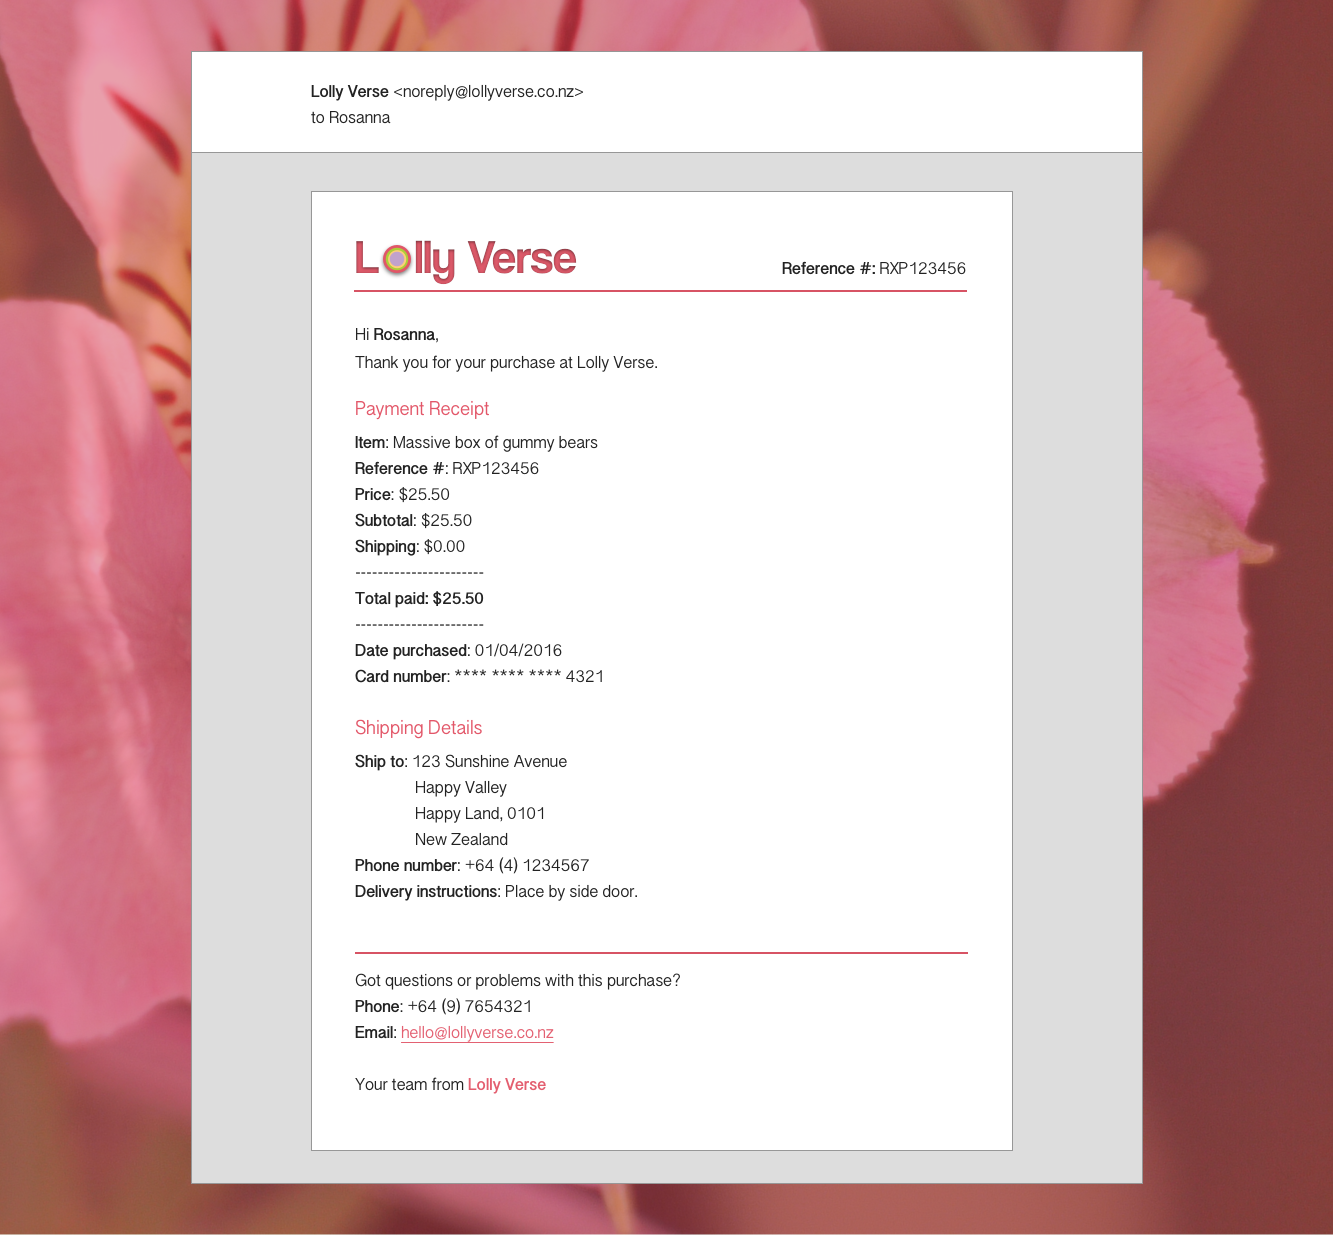 Lolly Verse <noreply@lollyverse.co.nz>
to Rosanna
Lolly Verse
Reference #: RXP123456
Hi Rosanna,
Thank you for your purchase at Lolly Verse.
Payment Receipt
Item: Massive box of gummy bears
Reference #: RXP123456
Price: $25.50
Subtotal: $25.50
Shipping: $0.00
-----------------------
Total paid: $25.50
-----------------------
Date purchased: 01/04/2016
Card number: **** **** **** 4321
Shipping Details
Ship to: 123 Sunshine Avenue
Happy Valley
Happy Land, 0101
New Zealand
Phone number: +64 (4) 1234567
Delivery instructions: Place by side door.
Got questions or problems with this purchase?
Phone: +64 (9) 7654321
Email: hello@lollyverse.co.nz
Your team from Lolly Verse